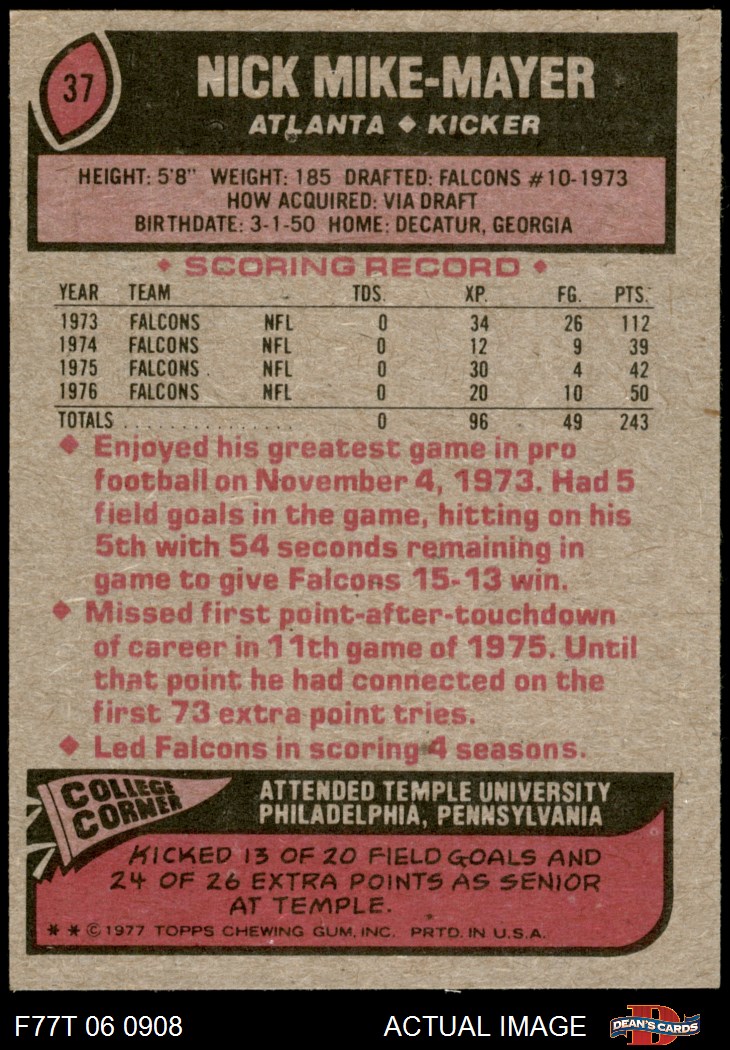 37
NICK MIKE-MAYER
ATLANTA ◆ KICKER
HEIGHT: 5'8" WEIGHT: 185 DRAFTED: FALCONS #10-1973
HOW ACQUIRED: VIA DRAFT
BIRTHDATE: 3-1-50 HOME: DECATUR, GEORGIA
◆ SCORING RECORD ◆
YEAR TEAM TDS. XP. FG. PTS.
1973 FALCONS NFL 0 34 26 112
1974 FALCONS NFL 0 12 9 39
1975 FALCONS NFL 0 30 4 42
1976 FALCONS NFL 0 20 10 50
TOTALS . . . . . . . . . . . . . . . 0 96 49 243
◆ Enjoyed his greatest game in pro
football on November 4, 1973. Had 5
field goals in the game, hitting on his
5th with 54 seconds remaining in
game to give Falcons 15-13 win.
◆ Missed first point-after-touchdown
of career in 11th game of 1975. Until
that point he had connected on the
first 73 extra point tries.
◆ Led Falcons in scoring 4 seasons.
COLLEGE
CORNER
ATTENDED TEMPLE UNIVERSITY
PHILADELPHIA, PENNSYLVANIA
KICKED 13 OF 20 FIELD GOALS AND
24 OF 26 EXTRA POINTS AS SENIOR
AT TEMPLE.
* * © 1977 TOPPS CHEWING GUM, INC. PRTD. IN U.S.A.
F77T 06 0908 ACTUAL IMAGE
D
DEAN'S CARDS